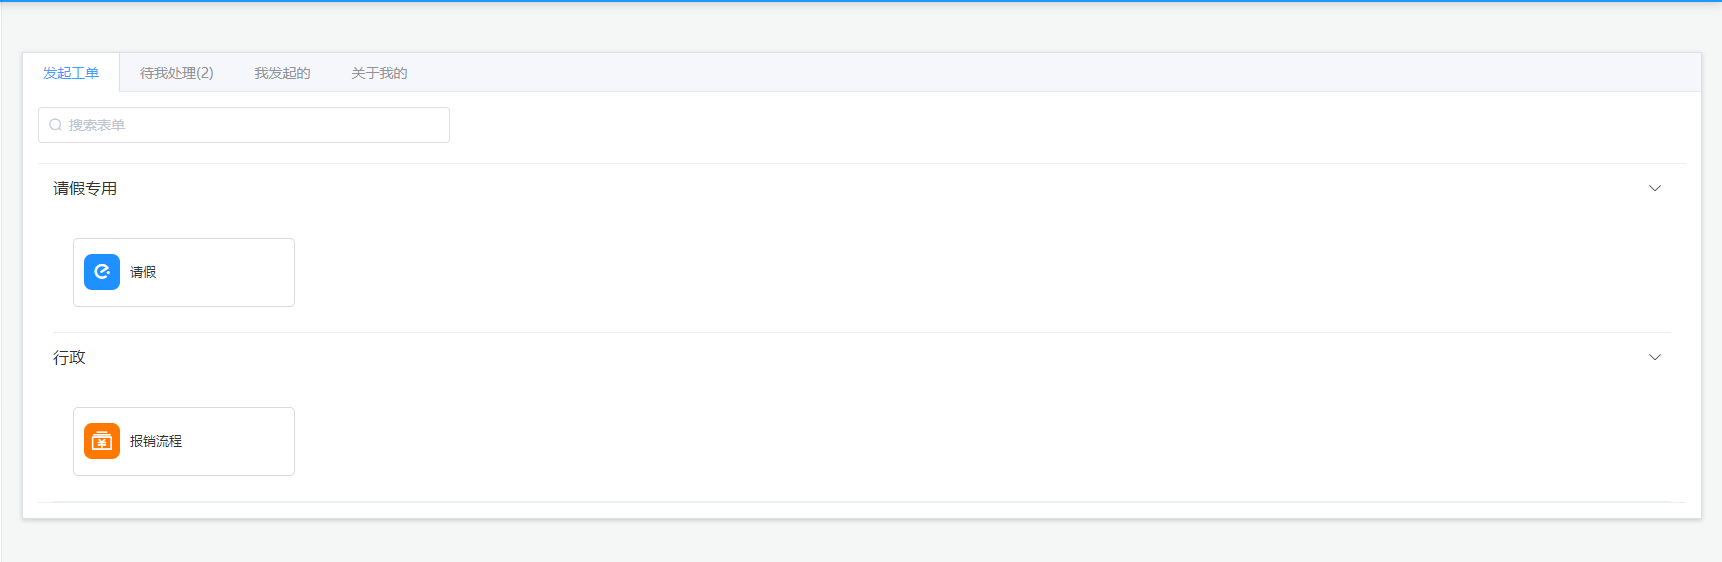 发起工单 待我处理(2) 我发起的 关于我的
搜索表单
请假专用
请假
行政
报销流程